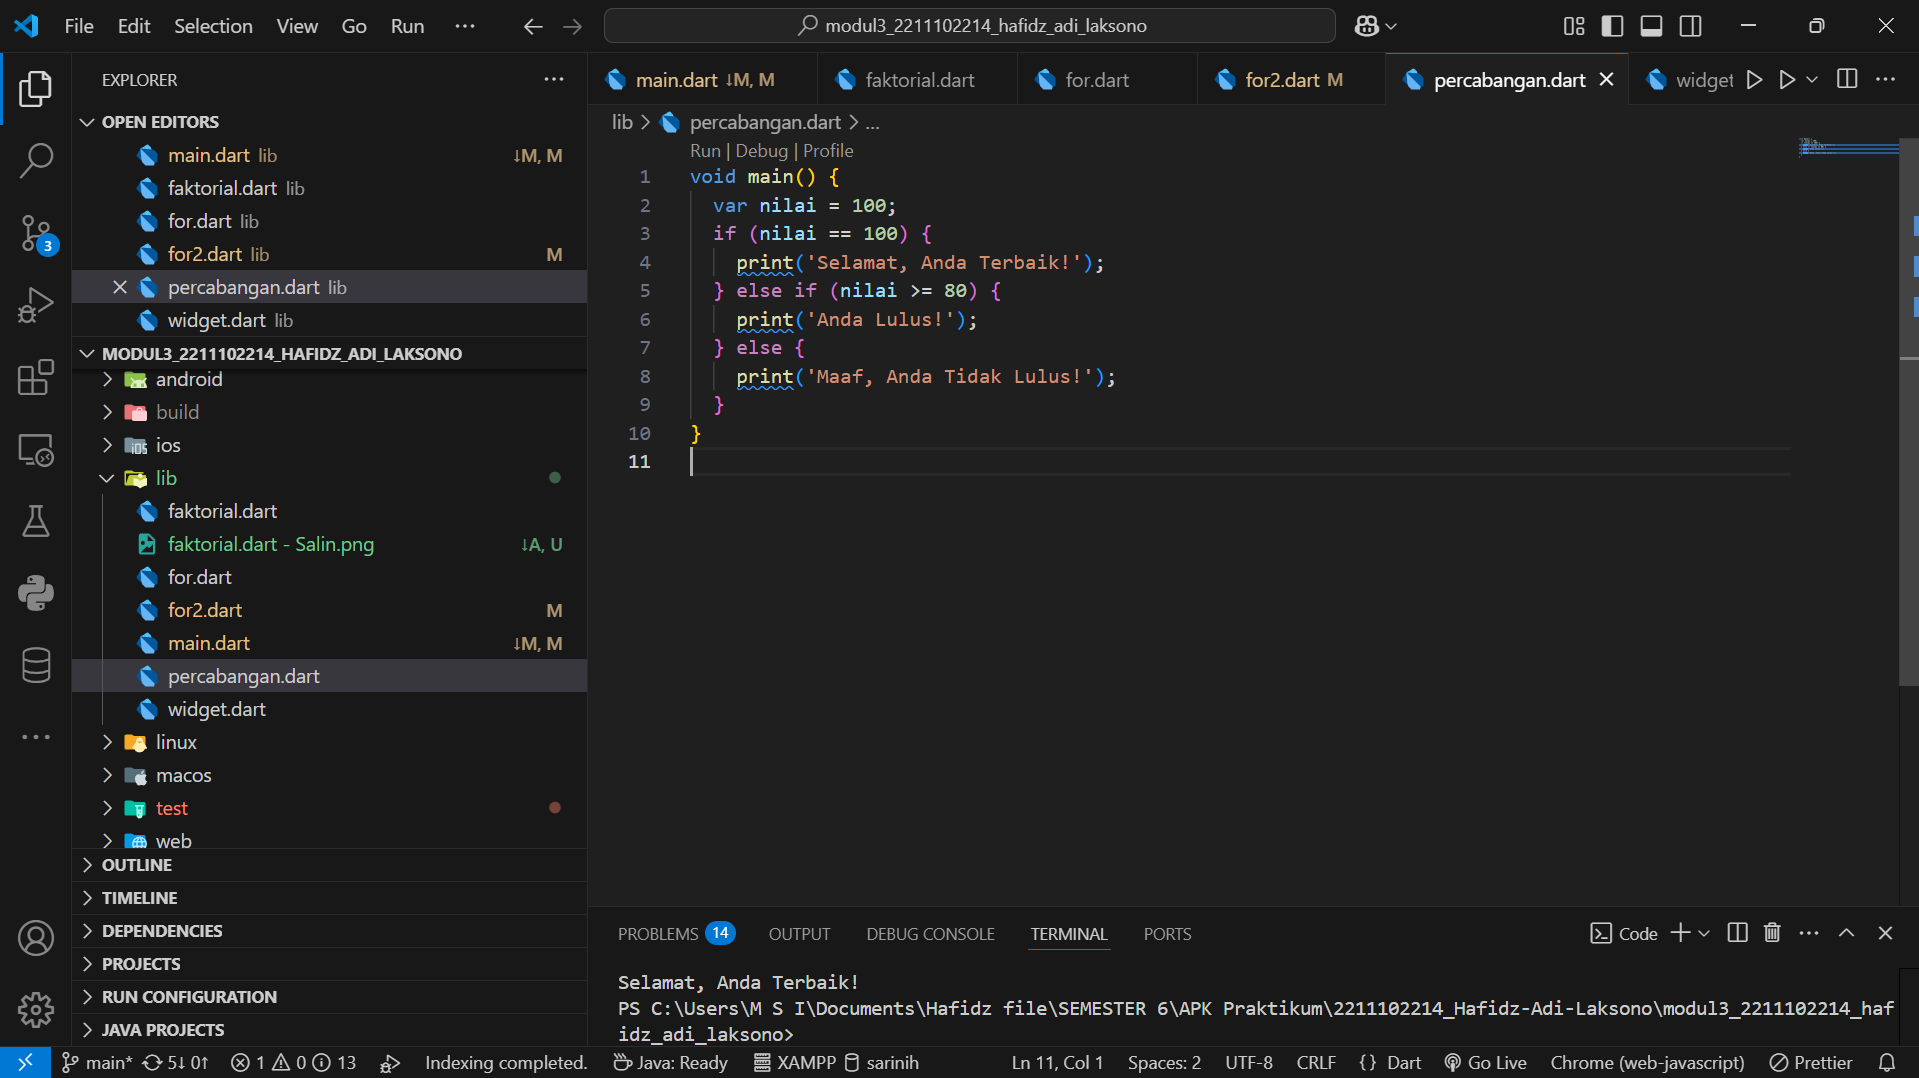 File Edit Selection View Go Run ...
modul3_2211102214_hafidz_adi_laksono
EXPLORER
OPEN EDITORS
main.dart lib ↓M, M
faktorial.dart lib
for.dart lib
for2.dart lib M
percabangan.dart lib
widget.dart lib
MODUL3_2211102214_HAFIDZ_ADI_LAKSONO
android
build
ios
lib
faktorial.dart
faktorial.dart - Salin.png ↓A, U
for.dart
for2.dart M
main.dart ↓M, M
percabangan.dart
widget.dart
linux
macos
test
web
OUTLINE
TIMELINE
DEPENDENCIES
PROJECTS
RUN CONFIGURATION
JAVA PROJECTS
3
main.dart ↓M, M faktorial.dart for.dart for2.dart M percabangan.dart widget
lib > percabangan.dart > ...
Run | Debug | Profile
1 void main() {
2 var nilai = 100;
3 if (nilai == 100) {
4 print('Selamat, Anda Terbaik!');
5 } else if (nilai >= 80) {
6 print('Anda Lulus!');
7 } else {
8 print('Maaf, Anda Tidak Lulus!');
9 }
10 }
11
PROBLEMS 14 OUTPUT DEBUG CONSOLE TERMINAL PORTS Code
Selamat, Anda Terbaik!
PS C:\Users\M S I\Documents\Hafidz file\SEMESTER 6\APK Praktikum\2211102214_Hafidz-Adi-Laksono\modul3_2211102214_haf
idz_adi_laksono>
main* 5↓ 0↑ 1 0 13 Indexing completed. Java: Ready XAMPP sarinih Ln 11, Col 1 Spaces: 2 UTF-8 CRLF {} Dart Go Live Chrome (web-javascript) Prettier